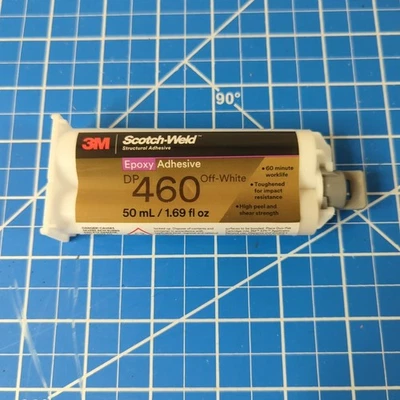 90°
3M Scotch-Weld™
Structural Adhesive
Epoxy Adhesive
DP 460 Off-White
50 mL / 1.69 fl oz
• 60 minute
worklife
• Toughened
for impact
resistance
• High peel and
shear strength